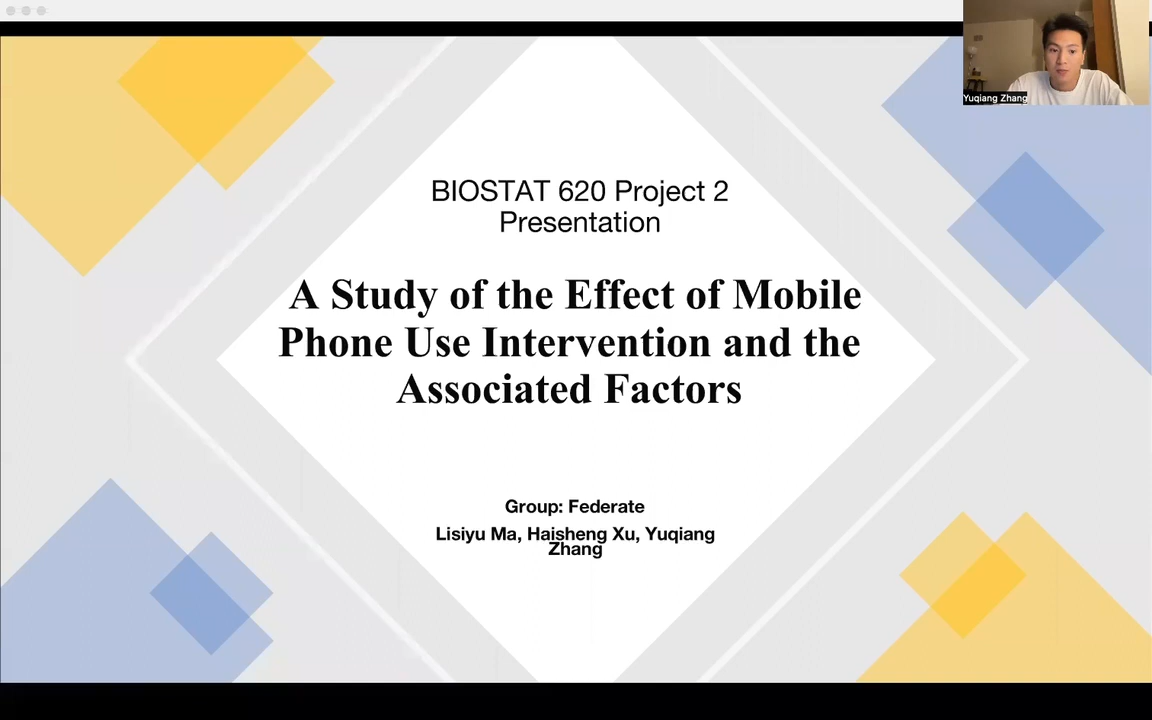 Yuqiang Zhang
BIOSTAT 620 Project 2
Presentation
A Study of the Effect of Mobile
Phone Use Intervention and the
Associated Factors
Group: Federate
Lisiyu Ma, Haisheng Xu, Yuqiang
Zhang